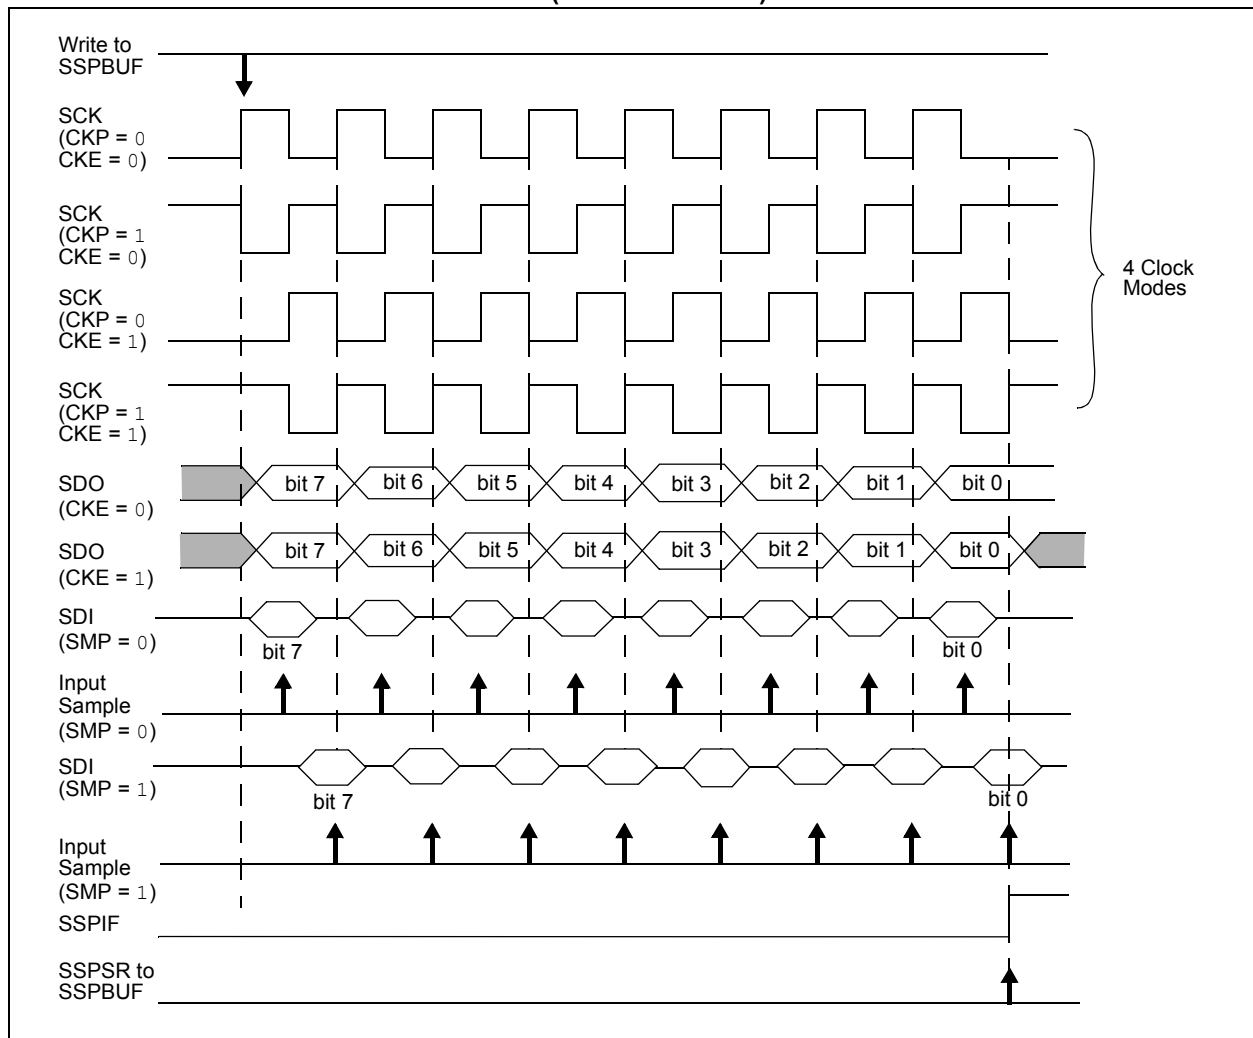 Write to
SSPBUF
SCK
(CKP = 0
CKE = 0)
SCK
(CKP = 1
CKE = 0)
SCK
(CKP = 0
CKE = 1)
SCK
(CKP = 1
CKE = 1)
4 Clock
Modes
SDO
(CKE = 0)
bit 7 bit 6 bit 5 bit 4 bit 3 bit 2 bit 1 bit 0
SDO
(CKE = 1)
bit 7 bit 6 bit 5 bit 4 bit 3 bit 2 bit 1 bit 0
SDI
(SMP = 0)
bit 7 bit 0
Input
Sample
(SMP = 0)
SDI
(SMP = 1)
bit 7 bit 0
Input
Sample
(SMP = 1)
SSPIF
SSPSR to
SSPBUF